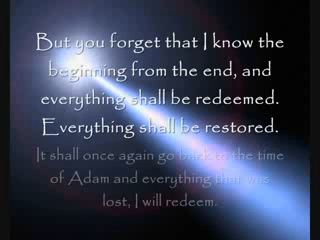 But you forget that I know the
beginning from the end, and
everything shall be redeemed.
Everything shall be restored.
It shall once again go back to the time
of Adam and everything that was
lost, I will redeem.